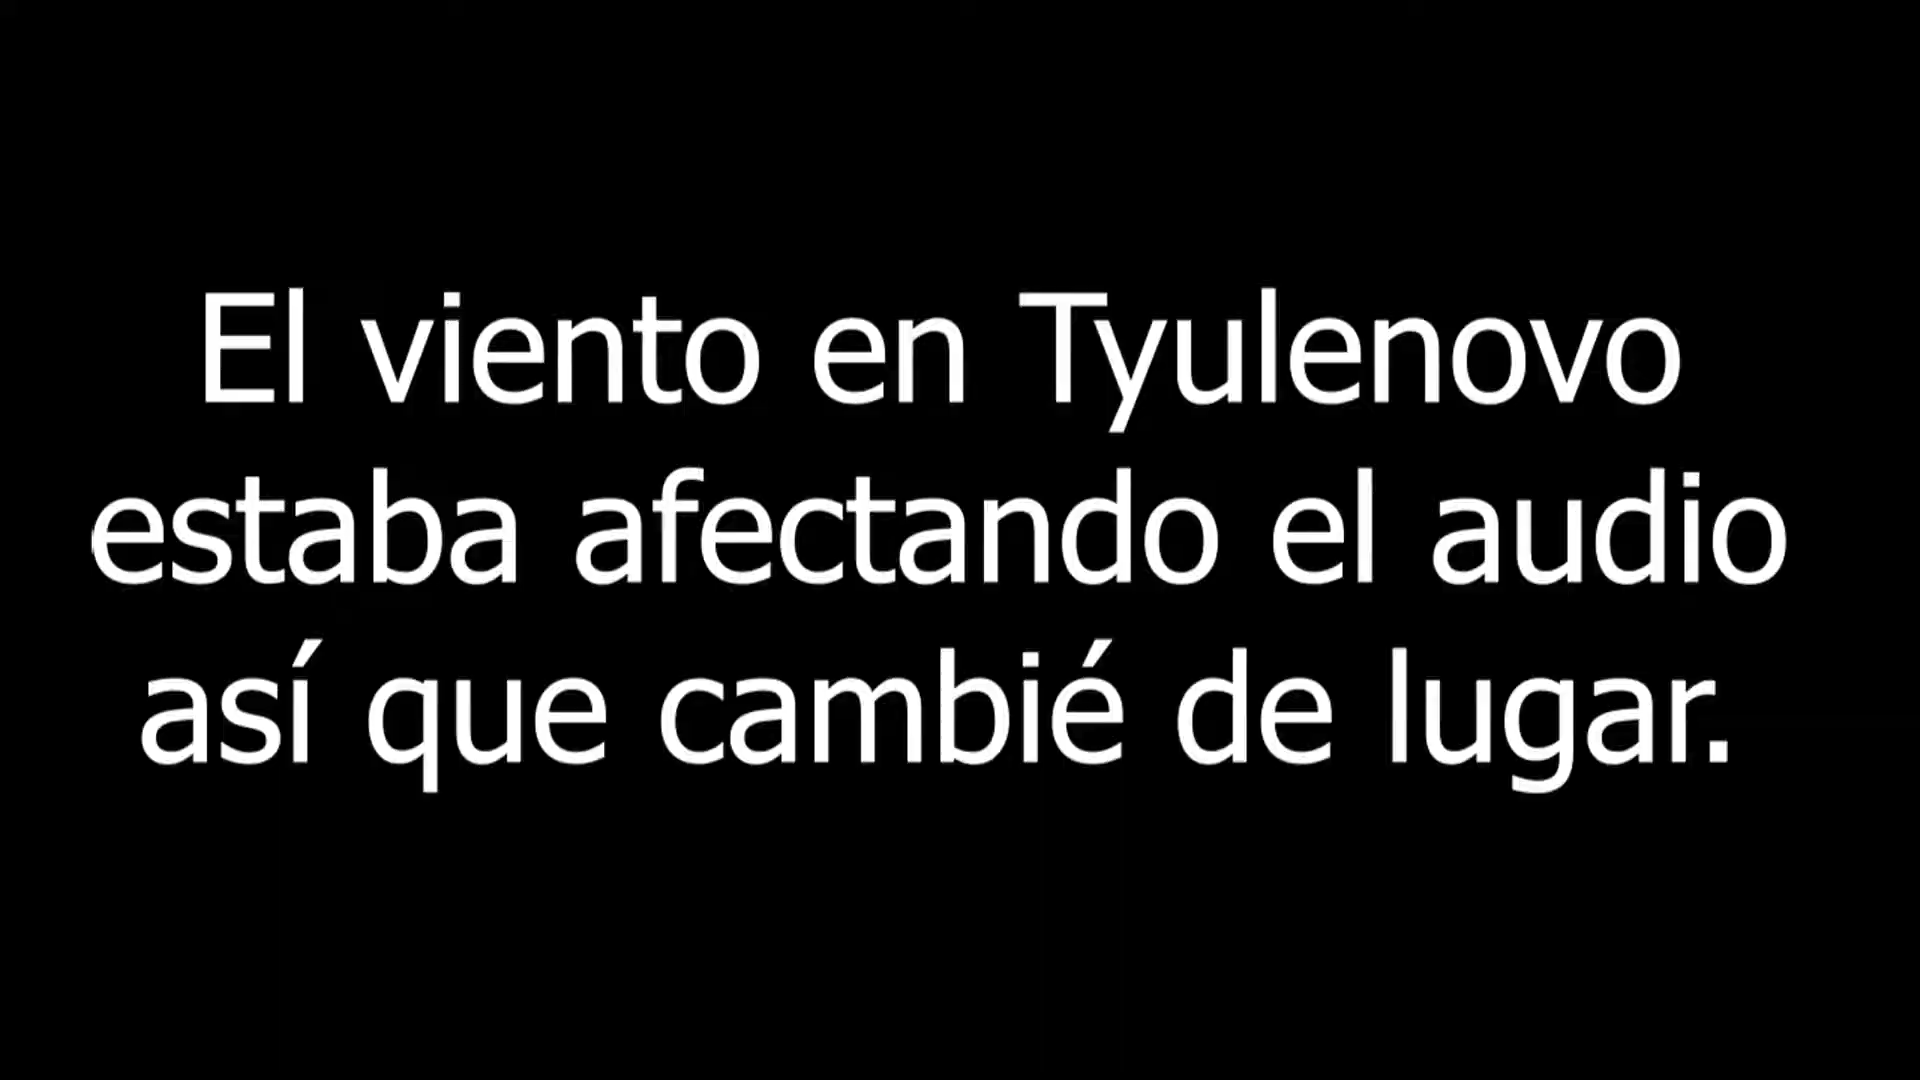 El viento en Tyulenovo
estaba afectando el audio
así que cambié de lugar.